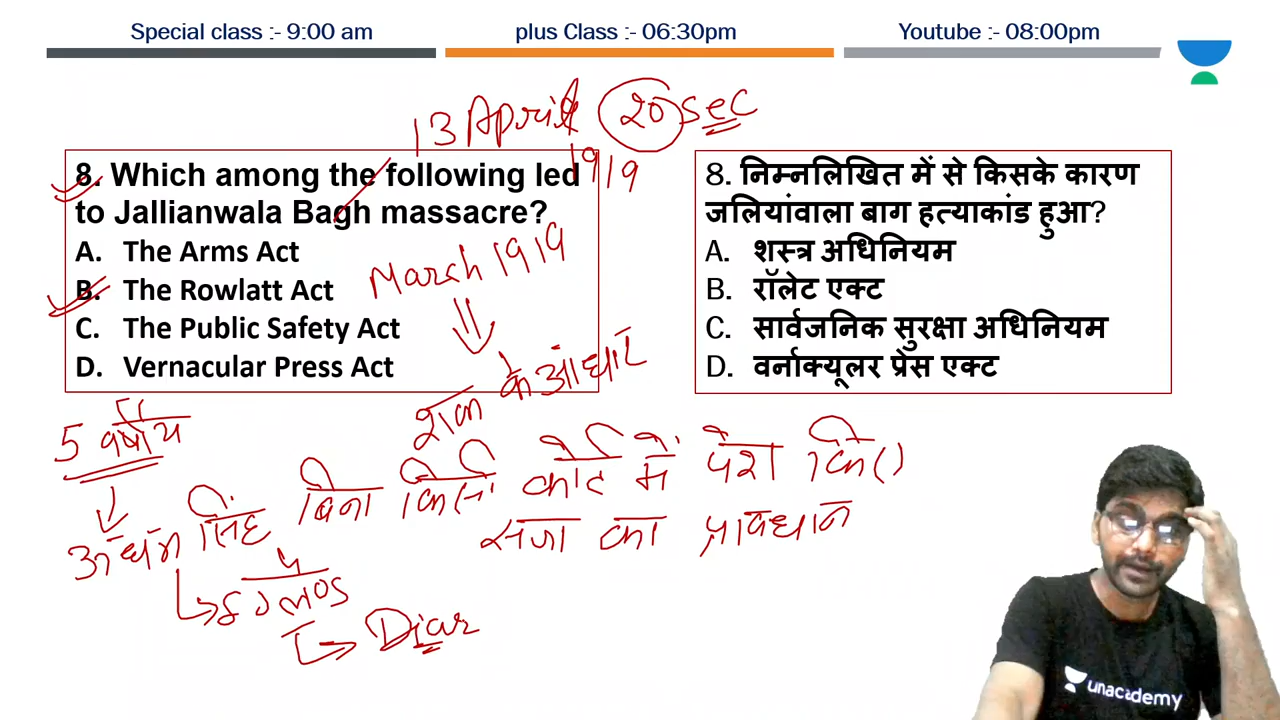 Special class :- 9:00 am
plus Class :- 06:30pm
Youtube :- 08:00pm
13 April 20 Sec
1919
8. Which among the following led
to Jallianwala Bagh massacre?
A. The Arms Act
B. The Rowlatt Act
C. The Public Safety Act
D. Vernacular Press Act
March 1919
8. निम्नलिखित में से किसके कारण
जलियांवाला बाग हत्याकांड हुआ?
A. शस्त्र अधिनियम
B. रॉलेट एक्ट
C. सार्वजनिक सुरक्षा अधिनियम
D. वर्नाक्यूलर प्रेस एक्ट
शक के आधार
बिना किसी कोर्ट में पेश किए
सजा का प्रावधान
5 वर्षीय
सिंह
Diar
unacademy